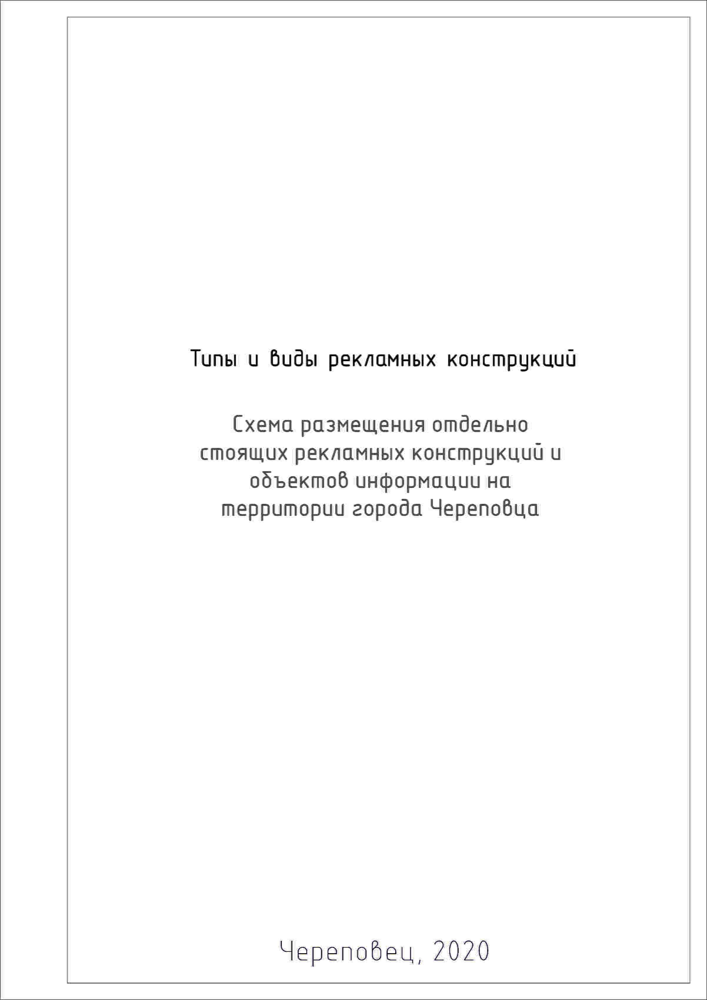 Типы и виды рекламных конструкций
Схема размещения отдельно
стоящих рекламных конструкций и
объектов информации на
территории города Череповца
Череповец, 2020